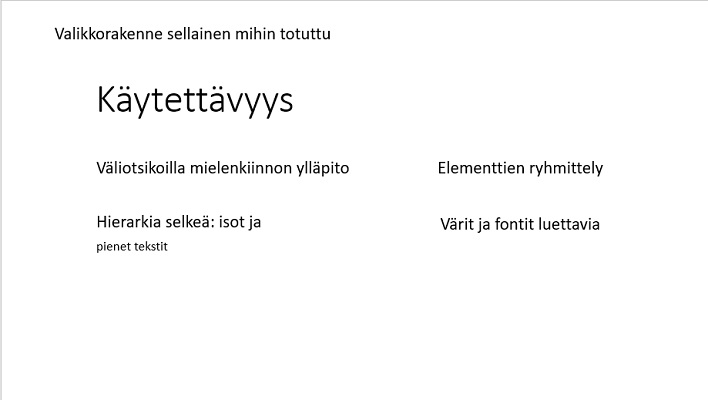 Valikkorakenne sellainen mihin totuttu
Käytettävyys
Väliotsikoilla mielenkiinnon ylläpito
Elementtien ryhmittely
Hierarkia selkeä: isot ja
pienet tekstit
Värit ja fontit luettavia